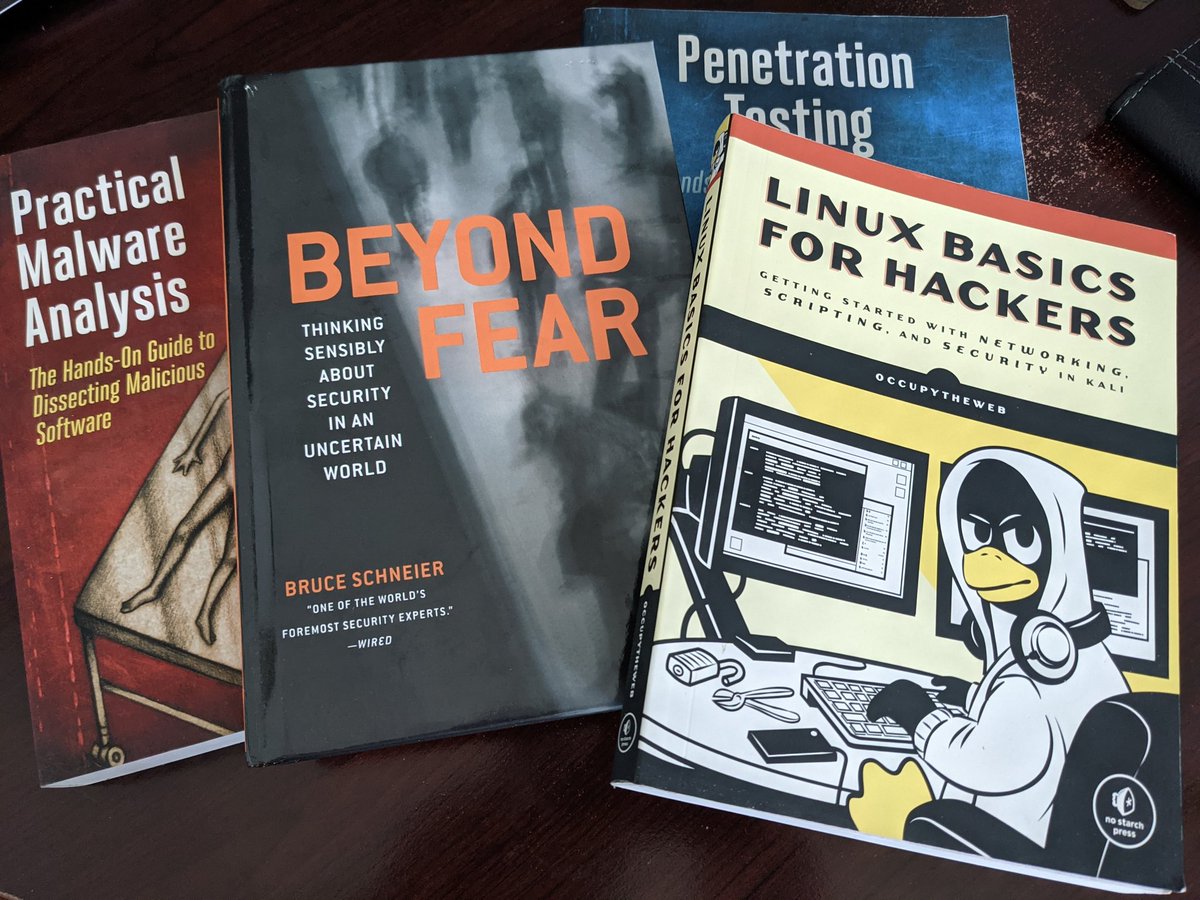 Practical
Malware
Analysis
The Hands-On Guide to
Dissecting Malicious
Software
BEYOND
FEAR
THINKING
SENSIBLY
ABOUT
SECURITY
IN AN
UNCERTAIN
WORLD
BRUCE SCHNEIER
"ONE OF THE WORLD'S
FOREMOST SECURITY EXPERTS."
—WIRED
Penetration
Testing
LINUX BASICS FOR HACKERS
OCCUPYTHEWEB
LINUX BASICS
FOR HACKERS
GETTING STARTED WITH NETWORKING,
SCRIPTING, AND SECURITY IN KALI
OCCUPYTHEWEB
no starch
press